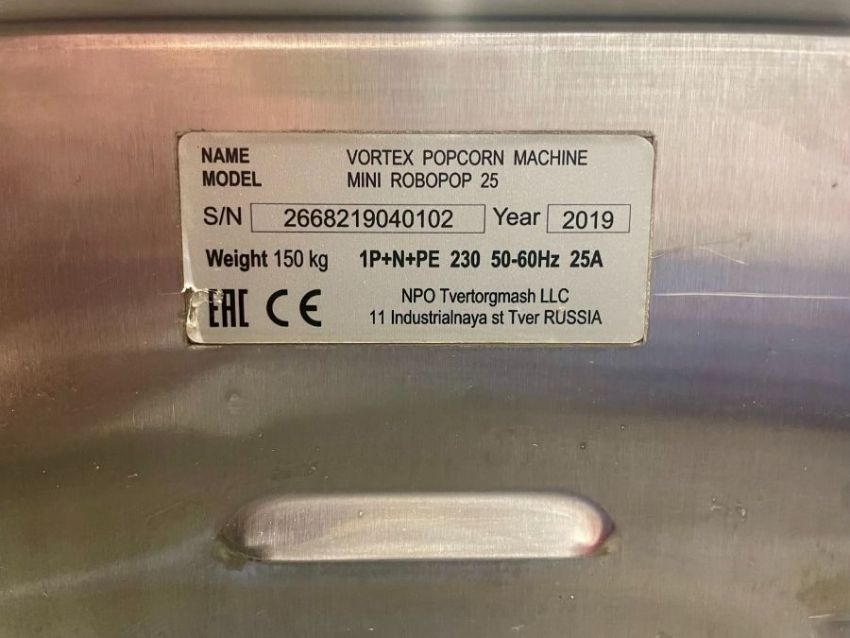 NAME VORTEX POPCORN MACHINE
MODEL MINI ROBOPOP 25
S/N 2668219040102 Year 2019
Weight 150 kg 1P+N+PE 230 50-60Hz 25A
EAC CE NPO Tvertorgmash LLC
11 Industrialnaya st Tver RUSSIA